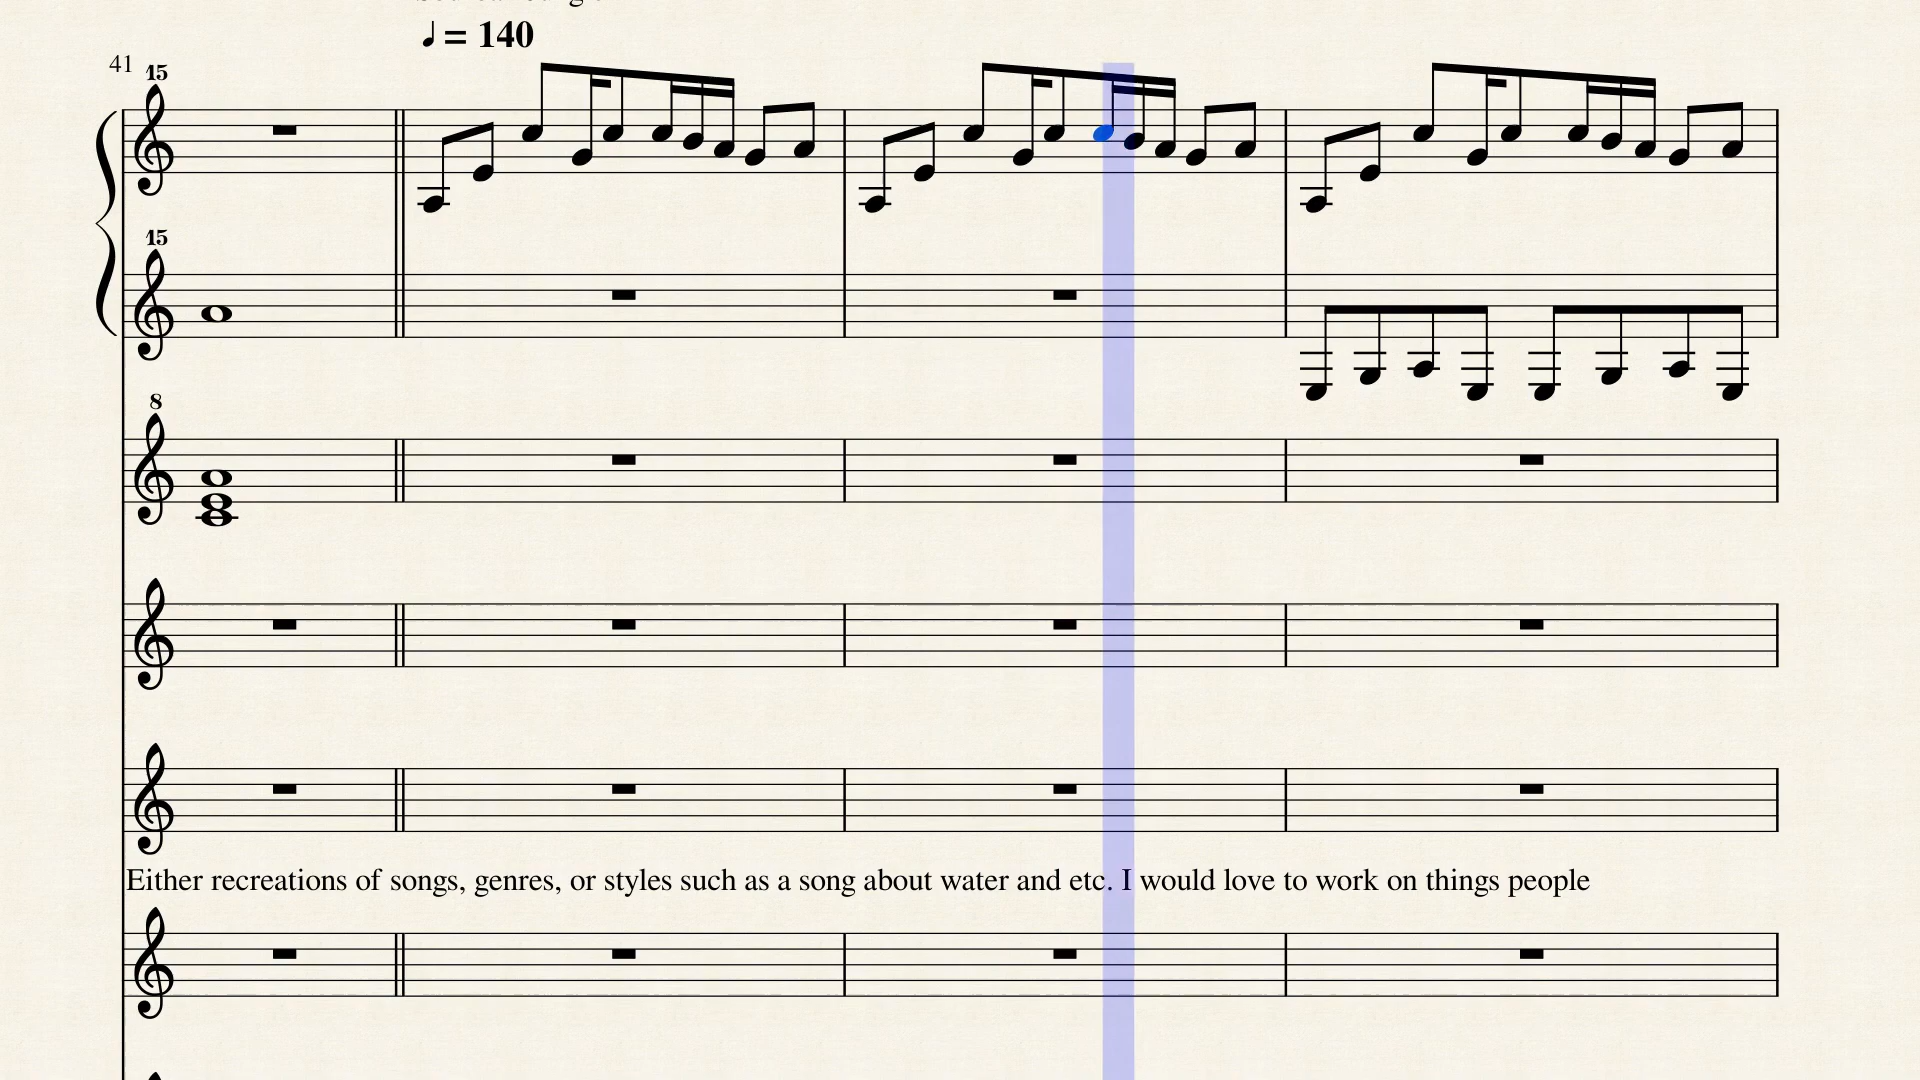 ♩ = 140
41
15
15
8
Either recreations of songs, genres, or styles such as a song about water and etc. I would love to work on things people